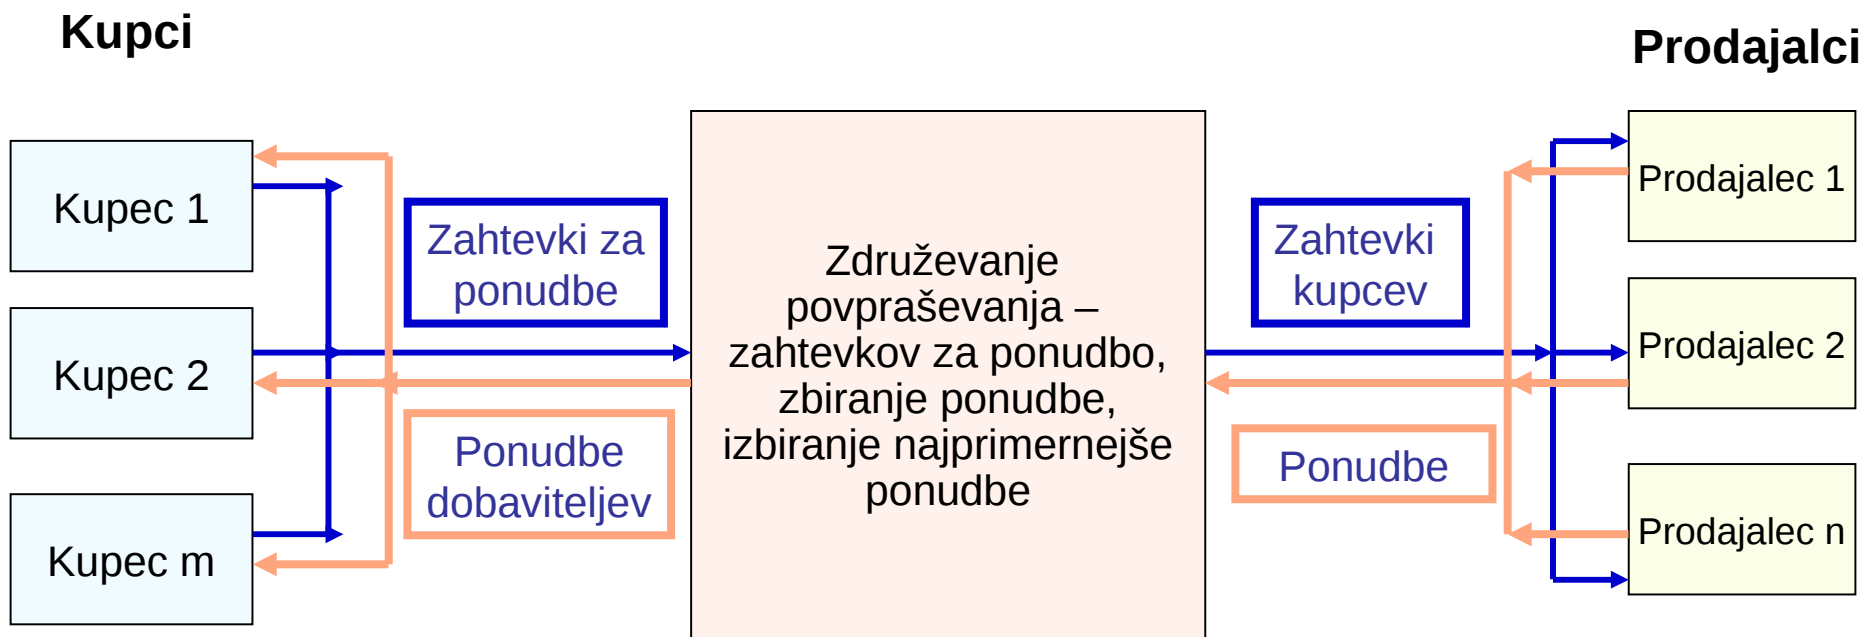 Kupci
Prodajalci
Kupec 1
Kupec 2
Kupec m
Zahtevki za
ponudbe
Ponudbe
dobaviteljev
Združevanje
povpraševanja –
zahtevkov za ponudbo,
zbiranje ponudbe,
izbiranje najprimernejše
ponudbe
Zahtevki
kupcev
Ponudbe
Prodajalec 1
Prodajalec 2
Prodajalec n